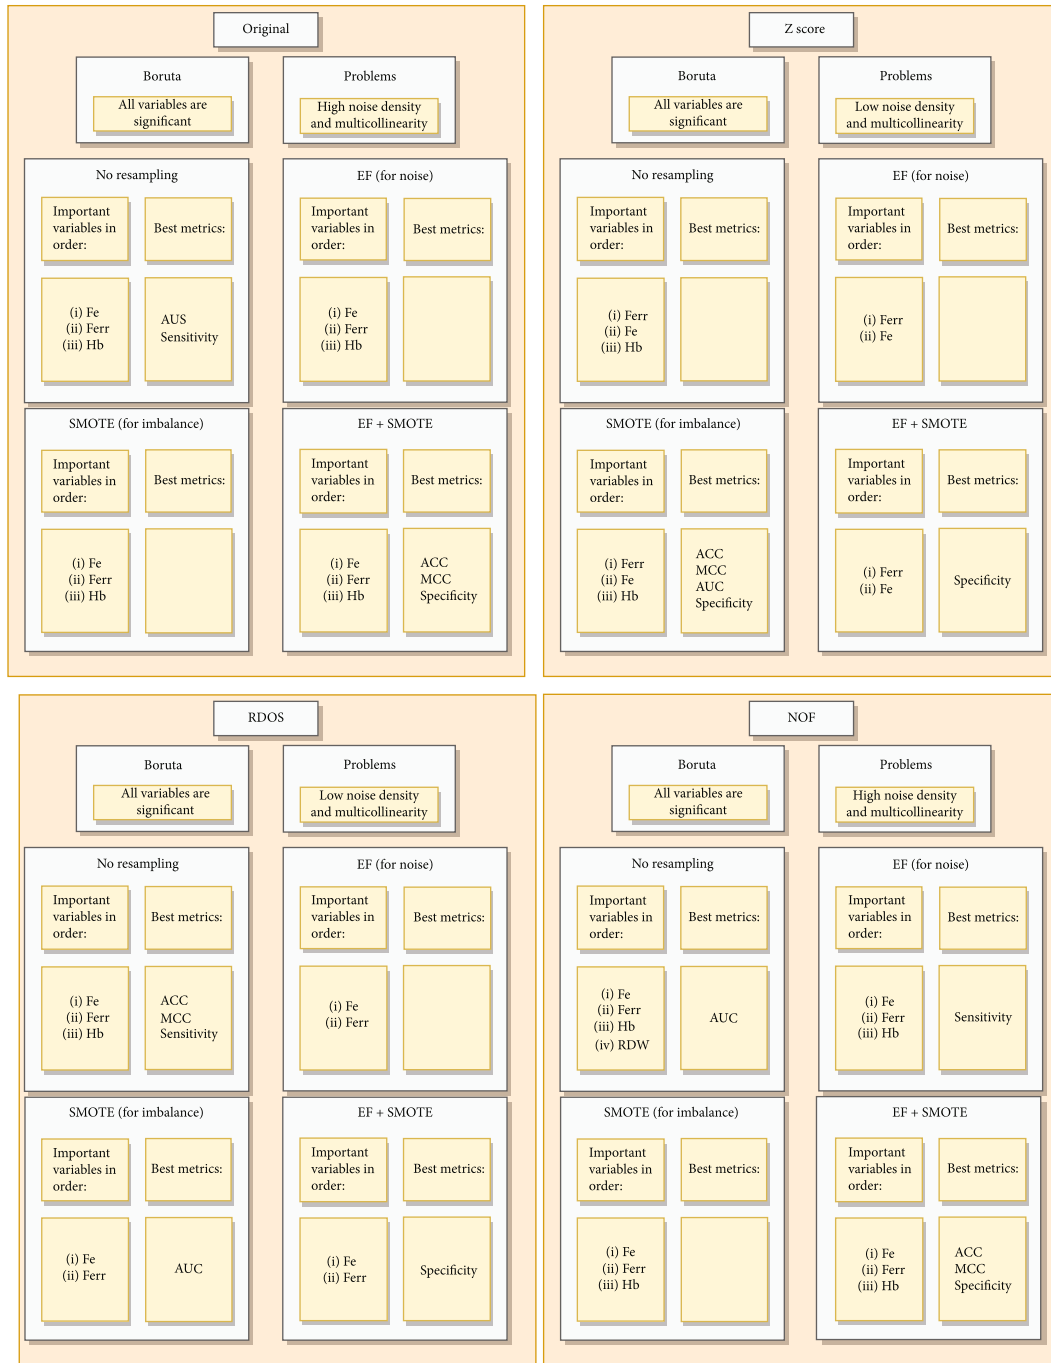 Original
Boruta
All variables are
significant
Problems
High noise density
and multicollinearity
No resampling
Important
variables in
order:
Best metrics:
(i) Fe
(ii) Ferr
(iii) Hb
AUS
Sensitivity
EF (for noise)
Important
variables in
order:
Best metrics:
(i) Fe
(ii) Ferr
(iii) Hb
SMOTE (for imbalance)
Important
variables in
order:
Best metrics:
(i) Fe
(ii) Ferr
(iii) Hb
EF + SMOTE
Important
variables in
order:
Best metrics:
(i) Fe
(ii) Ferr
(iii) Hb
ACC
MCC
Specificity
Z score
Boruta
All variables are
significant
Problems
Low noise density
and multicollinearity
No resampling
Important
variables in
order:
Best metrics:
(i) Ferr
(ii) Fe
(iii) Hb
EF (for noise)
Important
variables in
order:
Best metrics:
(i) Ferr
(ii) Fe
SMOTE (for imbalance)
Important
variables in
order:
Best metrics:
(i) Ferr
(ii) Fe
(iii) Hb
ACC
MCC
AUC
Specificity
EF + SMOTE
Important
variables in
order:
Best metrics:
(i) Ferr
(ii) Fe
Specificity
RDOS
Boruta
All variables are
significant
Problems
Low noise density
and multicollinearity
No resampling
Important
variables in
order:
Best metrics:
(i) Fe
(ii) Ferr
(iii) Hb
ACC
MCC
Sensitivity
EF (for noise)
Important
variables in
order:
Best metrics:
(i) Fe
(ii) Ferr
SMOTE (for imbalance)
Important
variables in
order:
Best metrics:
(i) Fe
(ii) Ferr
AUC
EF + SMOTE
Important
variables in
order:
Best metrics:
(i) Fe
(ii) Ferr
Specificity
NOF
Boruta
All variables are
significant
Problems
High noise density
and multicollinearity
No resampling
Important
variables in
order:
Best metrics:
(i) Fe
(ii) Ferr
(iii) Hb
(iv) RDW
AUC
EF (for noise)
Important
variables in
order:
Best metrics:
(i) Fe
(ii) Ferr
(iii) Hb
Sensitivity
SMOTE (for imbalance)
Important
variables in
order:
Best metrics:
(i) Fe
(ii) Ferr
(iii) Hb
EF + SMOTE
Important
variables in
order:
Best metrics:
(i) Fe
(ii) Ferr
(iii) Hb
ACC
MCC
Specificity